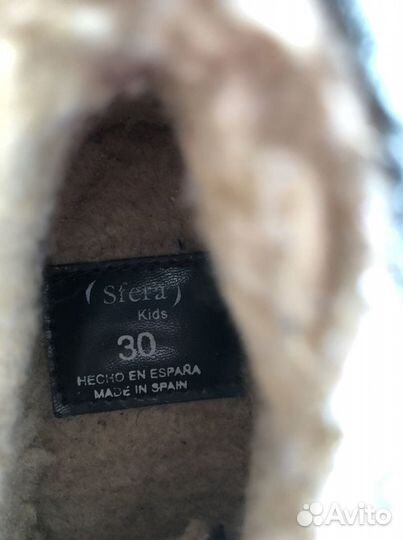 (Sfera)
Kids
30
HECHO EN ESPAÑA
MADE IN SPAIN
Avito